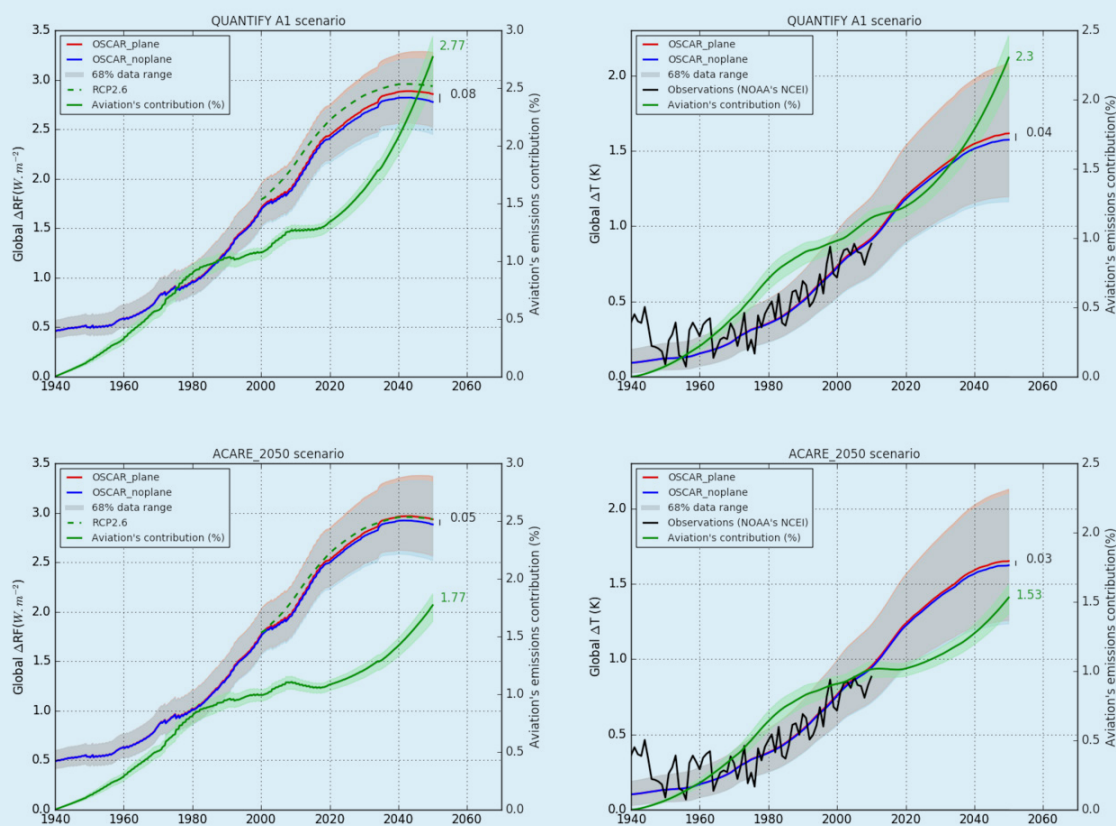 QUANTIFY A1 scenario
OSCAR_plane
OSCAR_noplane
68% data range
RCP2.6
Aviation's contribution (%)
2.77
0.08
Global ΔRF(W.m⁻²)
Aviation's emissions contribution (%)
3.5
3.0
2.5
2.0
1.5
1.0
0.5
0.0
3.0
2.5
2.0
1.5
1.0
0.5
0.0
1940 1960 1980 2000 2020 2040 2060
QUANTIFY A1 scenario
OSCAR_plane
OSCAR_noplane
68% data range
Observations (NOAA's NCEI)
Aviation's contribution (%)
2.3
0.04
Global ΔT (K)
Aviation's emissions contribution(%)
2.0
1.5
1.0
0.5
0.0
2.5
2.0
1.5
1.0
0.5
0.0
1940 1960 1980 2000 2020 2040 2060
ACARE_2050 scenario
OSCAR_plane
OSCAR_noplane
68% data range
RCP2.6
Aviation's contribution (%)
0.05
1.77
Global ΔRF(W.m⁻²)
Aviation's emissions contribution (%)
3.5
3.0
2.5
2.0
1.5
1.0
0.5
0.0
3.0
2.5
2.0
1.5
1.0
0.5
0.0
1940 1960 1980 2000 2020 2040 2060
ACARE_2050 scenario
OSCAR_plane
OSCAR_noplane
68% data range
Observations (NOAA's NCEI)
Aviation's contribution (%)
0.03
1.53
Global ΔT (K)
Aviation's emissions contribution(%)
2.0
1.5
1.0
0.5
0.0
2.5
2.0
1.5
1.0
0.5
0.0
1940 1960 1980 2000 2020 2040 2060